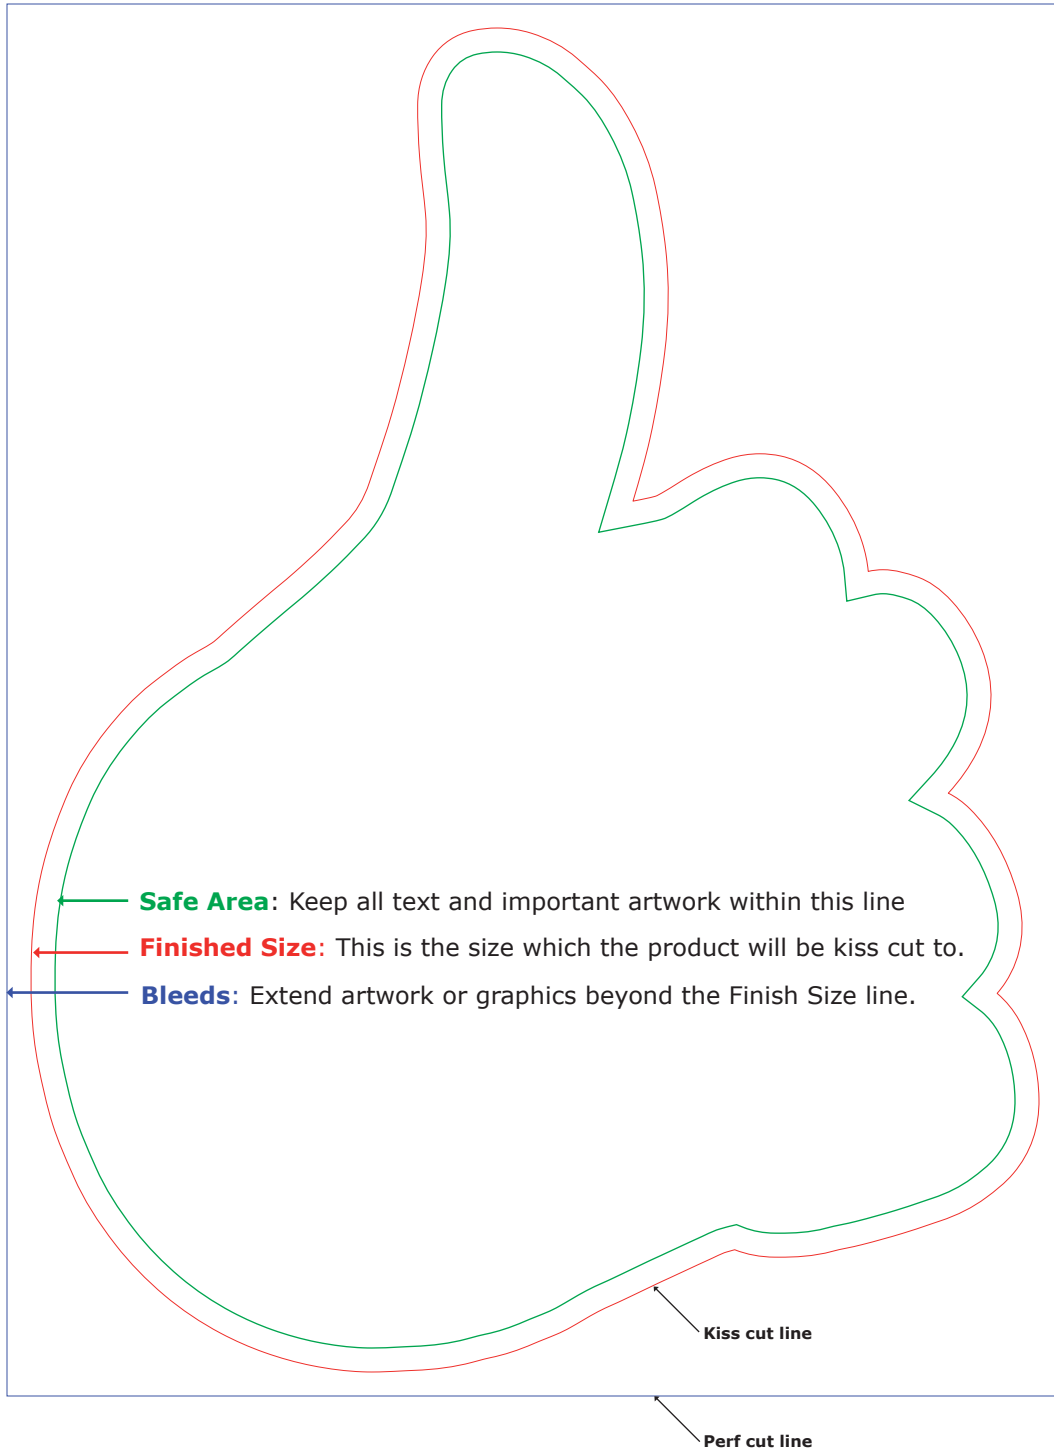 Safe Area: Keep all text and important artwork within this line
Finished Size: This is the size which the product will be kiss cut to.
Bleeds: Extend artwork or graphics beyond the Finish Size line.
Kiss cut line
Perf cut line